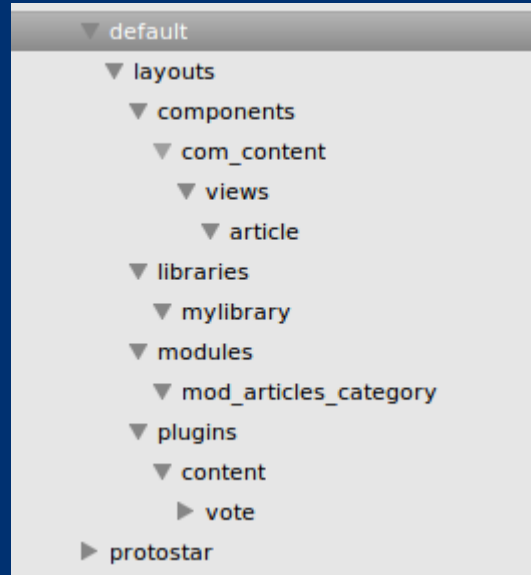 default
layouts
components
com_content
views
article
libraries
mylibrary
modules
mod_articles_category
plugins
content
vote
protostar